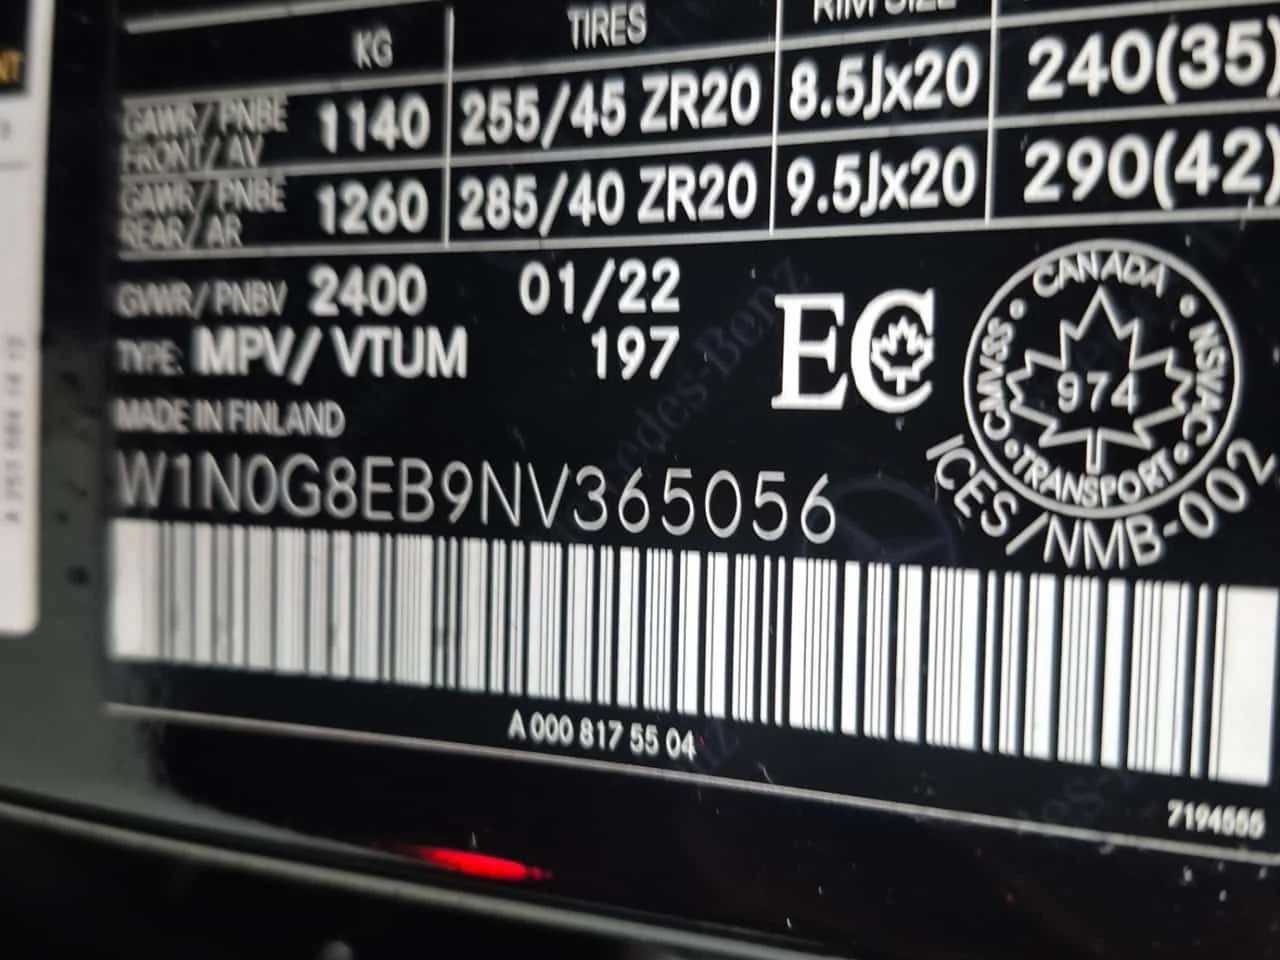 KG TIRES RIM SIZE
GAWR/PNBE FRONT/AV 1140 255/45 ZR20 8.5Jx20 240(35)
GAWR/PNBE REAR/AR 1260 285/40 ZR20 9.5Jx20 290(42)
GVWR/PNBV 2400 01/22
TYPE: MPV/VTUM 197
MADE IN FINLAND
W1N0G8EB9NV365056
EC
CANADA
CMVSS 974 NSVAC
TRANSPORT
ICES/NMB-002
A 000 817 55 04
7194555